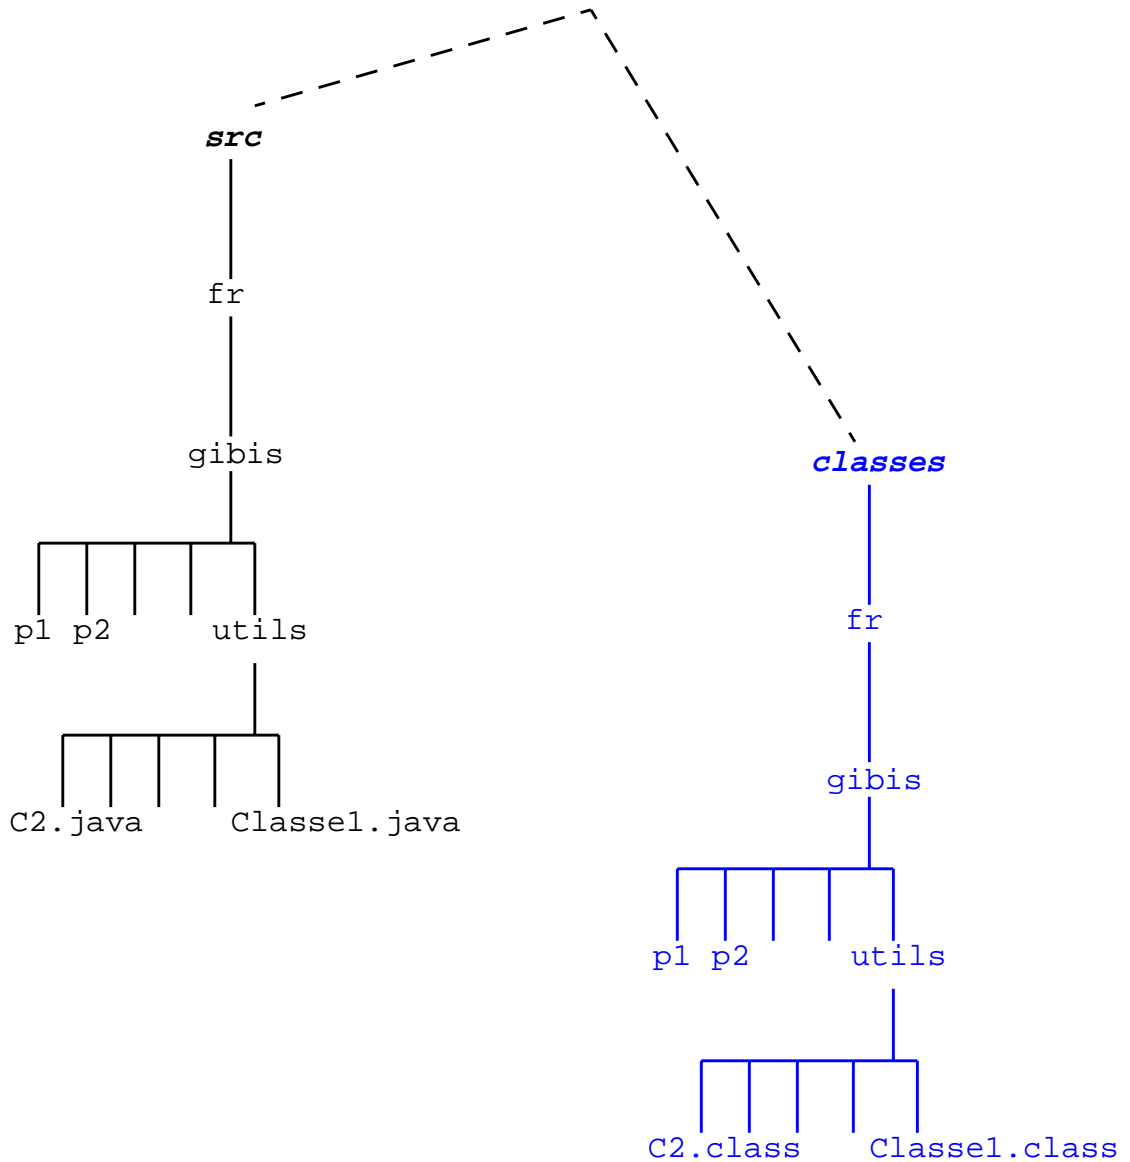 src
fr
gibis
p1 p2 utils
C2.java Classe1.java
classes
fr
gibis
p1 p2 utils
C2.class Classe1.class